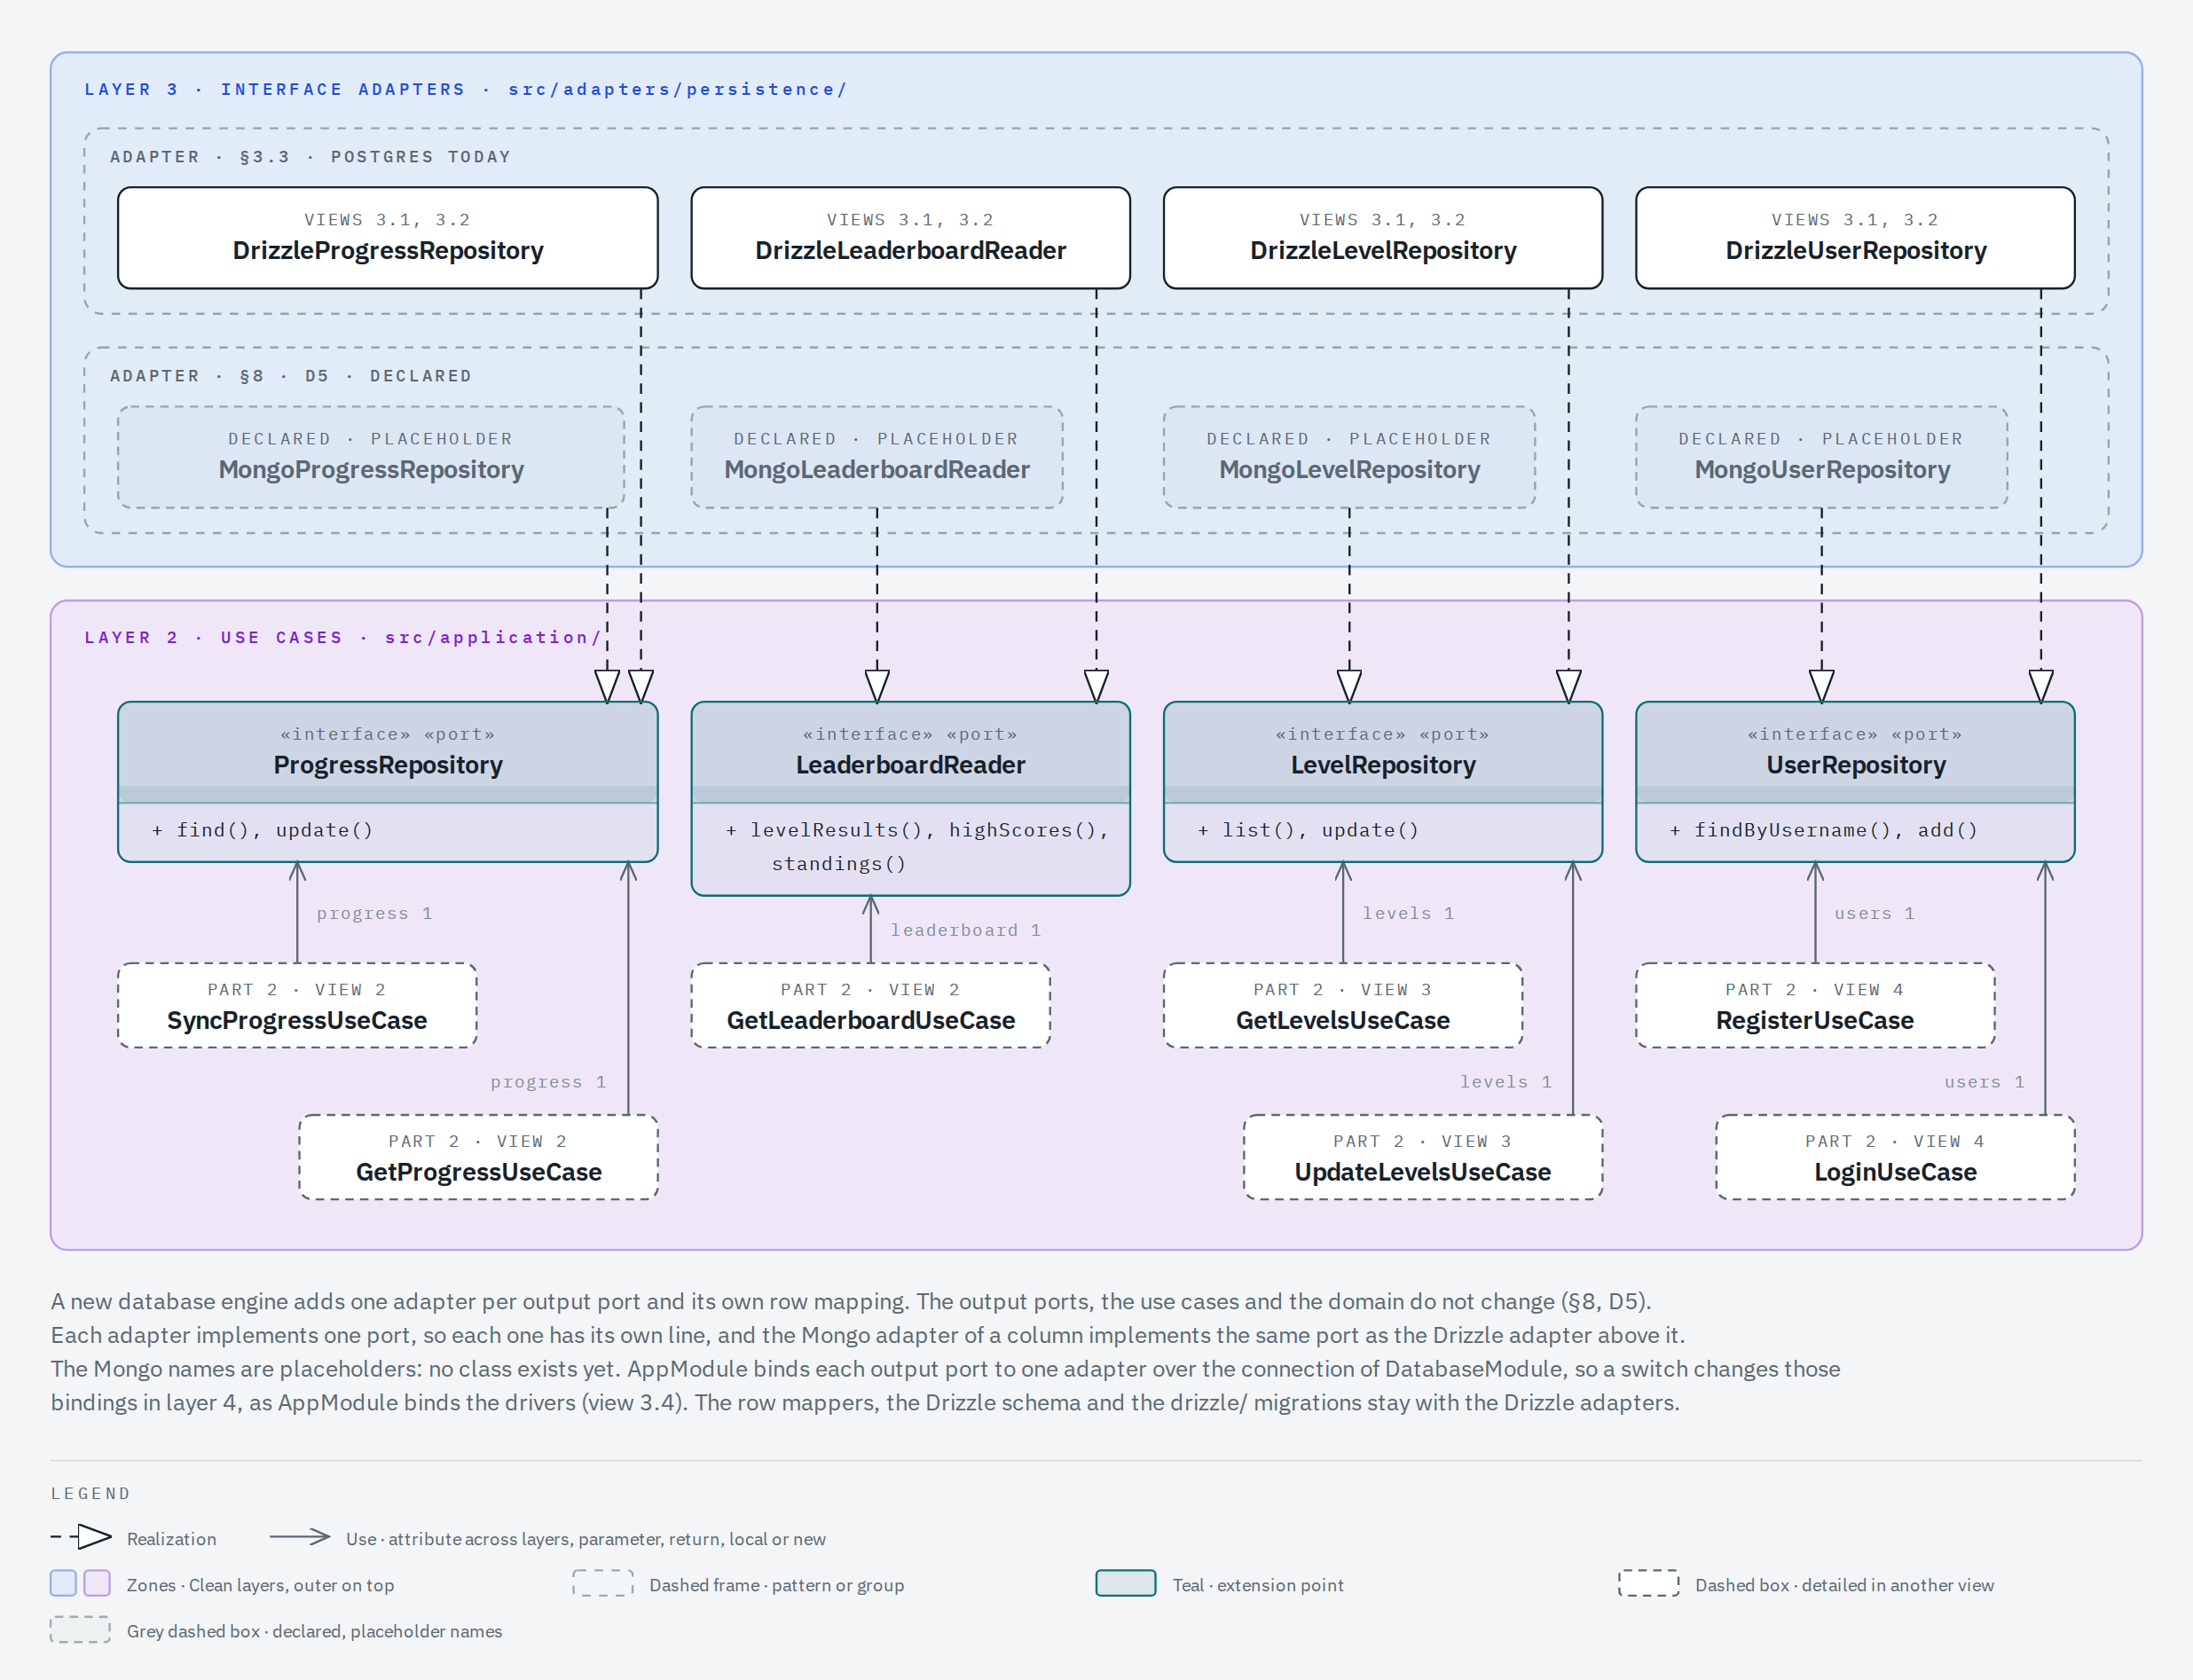 LAYER 3 · INTERFACE ADAPTERS · src/adapters/persistence/
ADAPTER · §3.3 · POSTGRES TODAY
VIEWS 3.1, 3.2
DrizzleProgressRepository
VIEWS 3.1, 3.2
DrizzleLeaderboardReader
VIEWS 3.1, 3.2
DrizzleLevelRepository
VIEWS 3.1, 3.2
DrizzleUserRepository
ADAPTER · §8 · D5 · DECLARED
DECLARED · PLACEHOLDER
MongoProgressRepository
DECLARED · PLACEHOLDER
MongoLeaderboardReader
DECLARED · PLACEHOLDER
MongoLevelRepository
DECLARED · PLACEHOLDER
MongoUserRepository
LAYER 2 · USE CASES · src/application/
«interface» «port»
ProgressRepository
+ find(), update()
«interface» «port»
LeaderboardReader
+ levelResults(), highScores(),
standings()
«interface» «port»
LevelRepository
+ list(), update()
«interface» «port»
UserRepository
+ findByUsername(), add()
progress 1
leaderboard 1
levels 1
users 1
PART 2 · VIEW 2
SyncProgressUseCase
PART 2 · VIEW 2
GetLeaderboardUseCase
PART 2 · VIEW 3
GetLevelsUseCase
PART 2 · VIEW 4
RegisterUseCase
progress 1
levels 1
users 1
PART 2 · VIEW 2
GetProgressUseCase
PART 2 · VIEW 3
UpdateLevelsUseCase
PART 2 · VIEW 4
LoginUseCase
A new database engine adds one adapter per output port and its own row mapping. The output ports, the use cases and the domain do not change (§8, D5).
Each adapter implements one port, so each one has its own line, and the Mongo adapter of a column implements the same port as the Drizzle adapter above it.
The Mongo names are placeholders: no class exists yet. AppModule binds each output port to one adapter over the connection of DatabaseModule, so a switch changes those
bindings in layer 4, as AppModule binds the drivers (view 3.4). The row mappers, the Drizzle schema and the drizzle/ migrations stay with the Drizzle adapters.
LEGEND
Realization
Use · attribute across layers, parameter, return, local or new
Zones · Clean layers, outer on top
Dashed frame · pattern or group
Teal · extension point
Dashed box · detailed in another view
Grey dashed box · declared, placeholder names